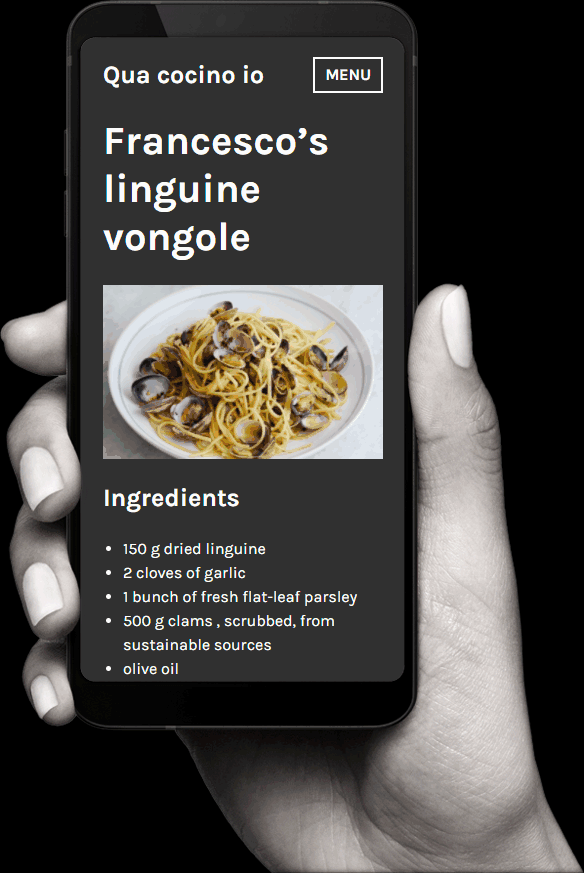 Qua cocino io
MENU
Francesco’s
linguine
vongole
Ingredients
• 150 g dried linguine
• 2 cloves of garlic
• 1 bunch of fresh flat-leaf parsley
• 500 g clams , scrubbed, from
sustainable sources
• olive oil